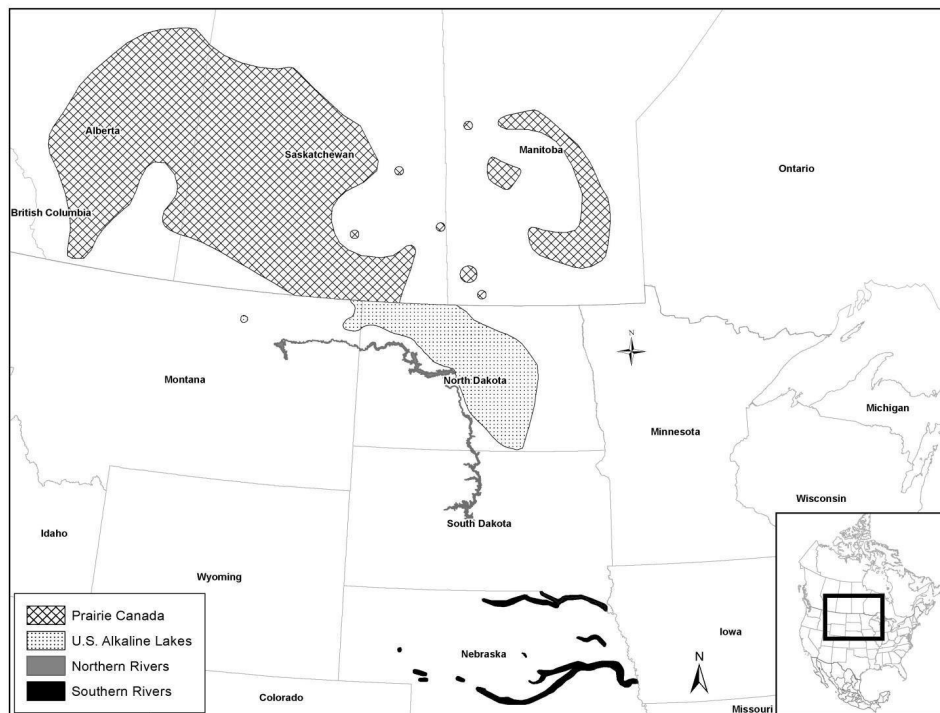 Alberta
Saskatchewan
Manitoba
Ontario
British Columbia
N
Montana
North Dakota
Minnesota
Michigan
Wisconsin
South Dakota
Idaho
Wyoming
Iowa
Nebraska
N
Colorado
Missouri
Prairie Canada
U.S. Alkaline Lakes
Northern Rivers
Southern Rivers